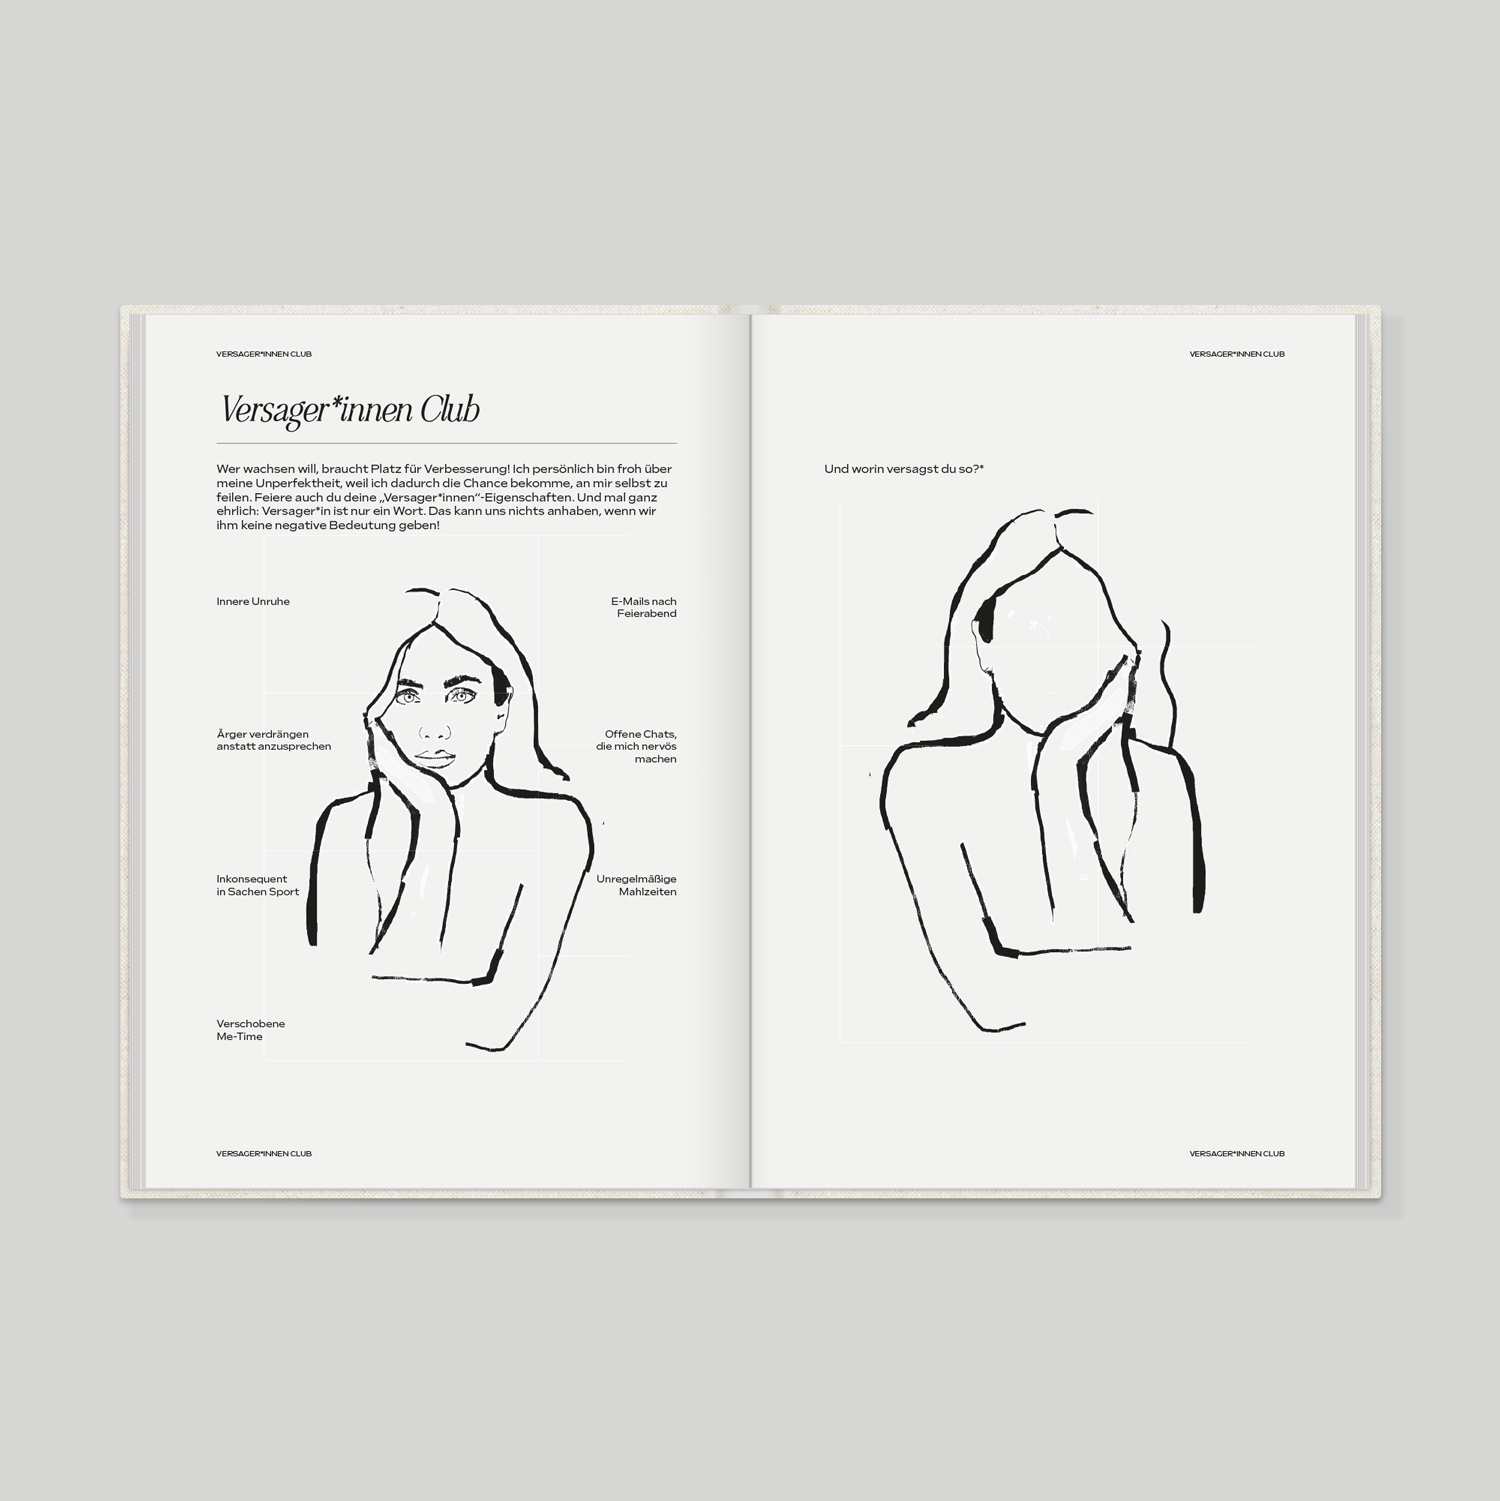 VERSAGER*INNEN CLUB
Versager*innen Club
Wer wachsen will, braucht Platz für Verbesserung! Ich persönlich bin froh über
meine Unperfektheit, weil ich dadurch die Chance bekomme, an mir selbst zu
feilen. Feiere auch du deine „Versager*innen“-Eigenschaften. Und mal ganz
ehrlich: Versager*in ist nur ein Wort. Das kann uns nichts anhaben, wenn wir
ihm keine negative Bedeutung geben!
Innere Unruhe
E-Mails nach
Feierabend
Ärger verdrängen
anstatt anzusprechen
Offene Chats,
die mich nervös
machen
Inkonsequent
in Sachen Sport
Unregelmäßige
Mahlzeiten
Verschobene
Me-Time
VERSAGER*INNEN CLUB
VERSAGER*INNEN CLUB
Und worin versagst du so?*
VERSAGER*INNEN CLUB